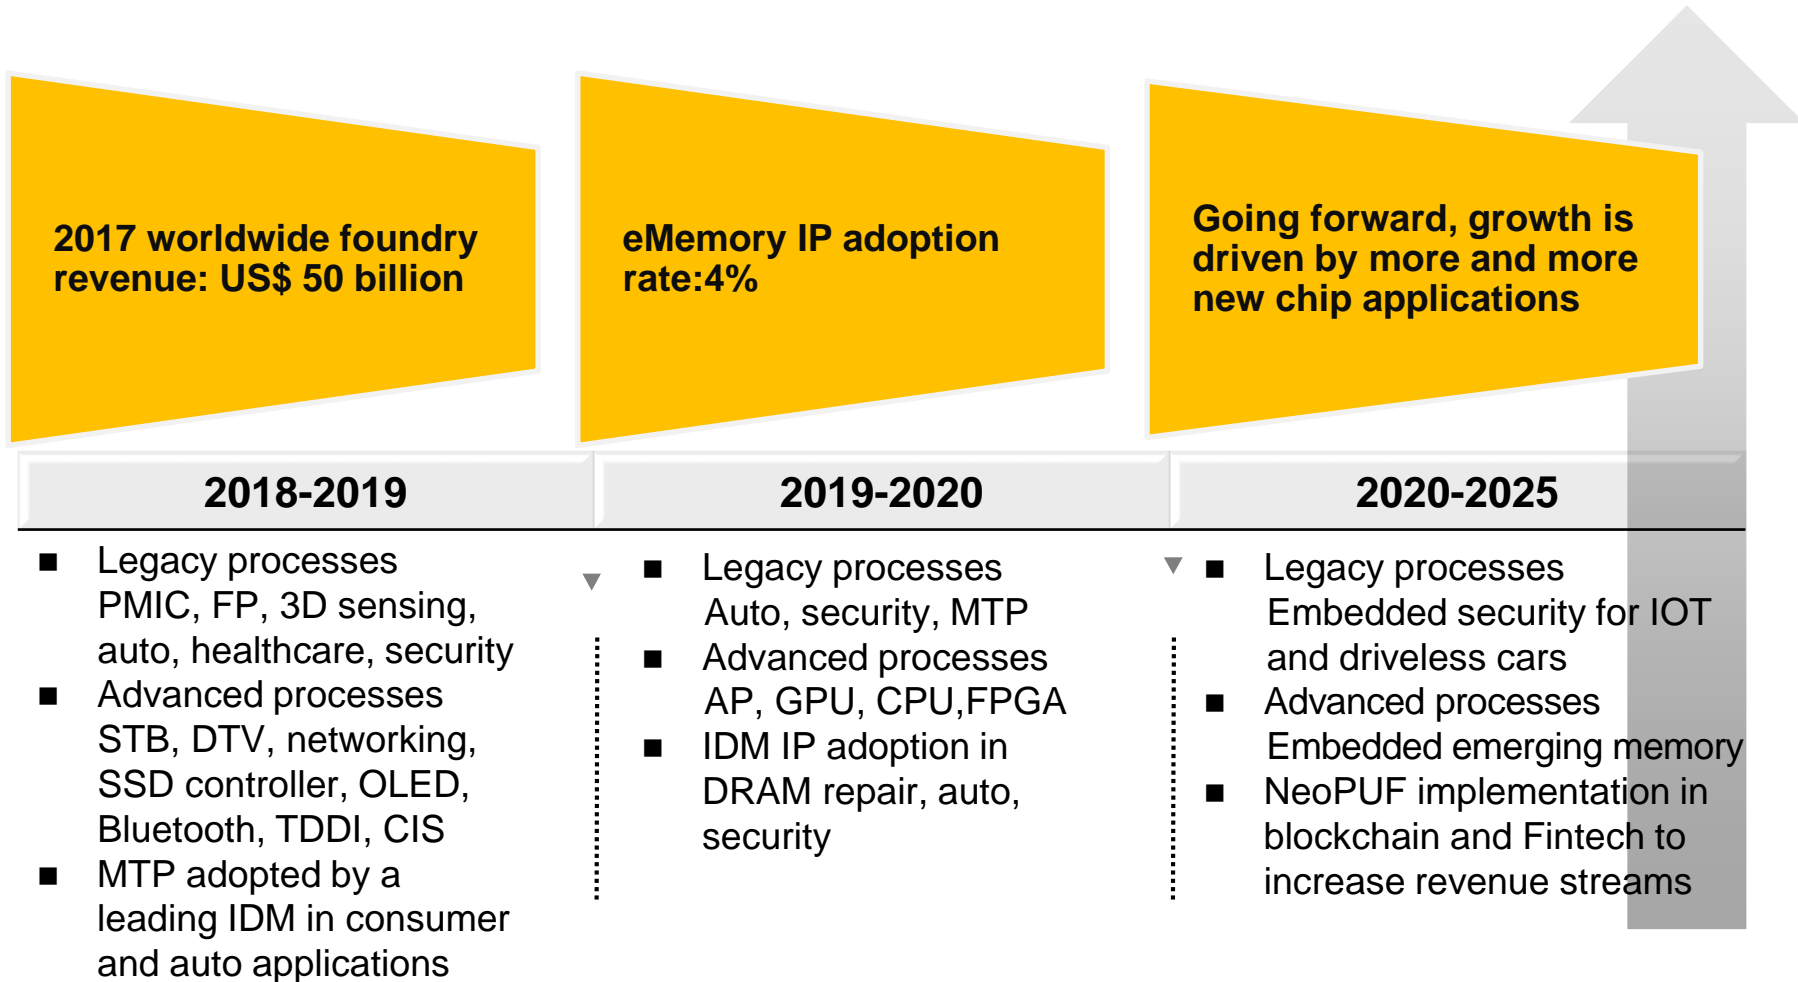 2017 worldwide foundry
revenue: US$ 50 billion
eMemory IP adoption
rate:4%
Going forward, growth is
driven by more and more
new chip applications
2018-2019
2019-2020
2020-2025
Legacy processes
PMIC, FP, 3D sensing,
auto, healthcare, security
Advanced processes
STB, DTV, networking,
SSD controller, OLED,
Bluetooth, TDDI, CIS
MTP adopted by a
leading IDM in consumer
and auto applications
Legacy processes
Auto, security, MTP
Advanced processes
AP, GPU, CPU,FPGA
IDM IP adoption in
DRAM repair, auto,
security
Legacy processes
Embedded security for IOT
and driveless cars
Advanced processes
Embedded emerging memory
NeoPUF implementation in
blockchain and Fintech to
increase revenue streams